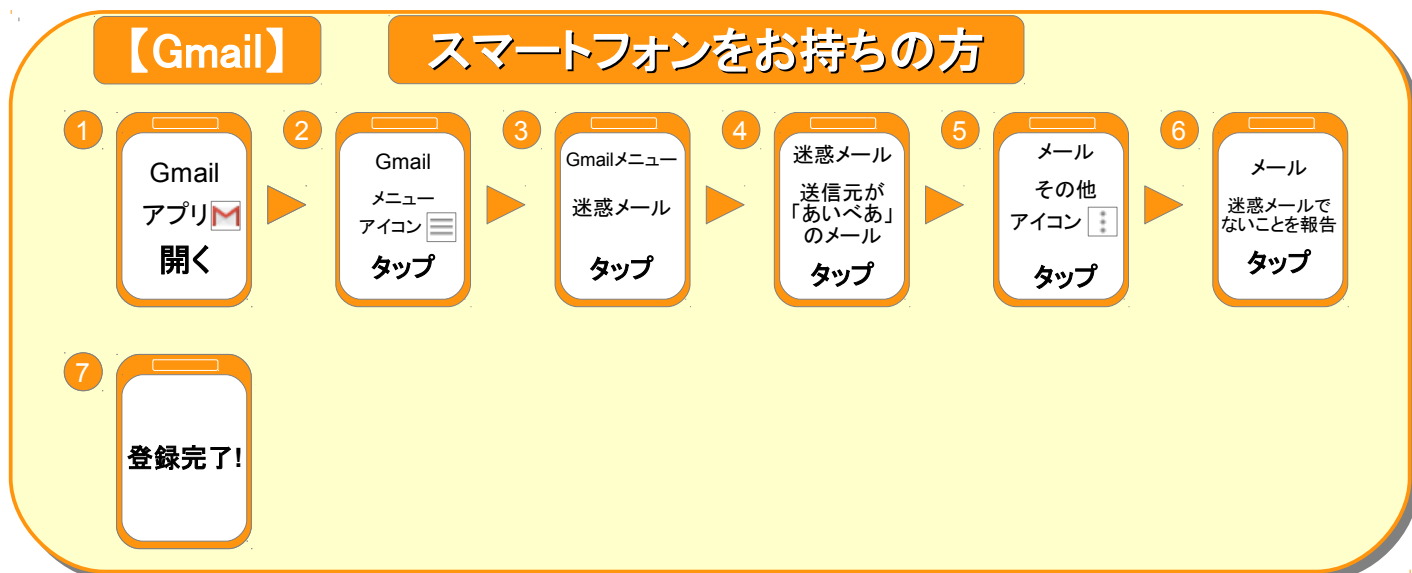 【Gmail】 スマートフォンをお持ちの方
1
Gmail
アプリ
開く
2
Gmail
メニュー
アイコン
タップ
3
Gmailメニュー
迷惑メール
タップ
4
迷惑メール
送信元が
「あいべあ」
のメール
タップ
5
メール
その他
アイコン
タップ
6
メール
迷惑メールで
ないことを報告
タップ
7
登録完了!